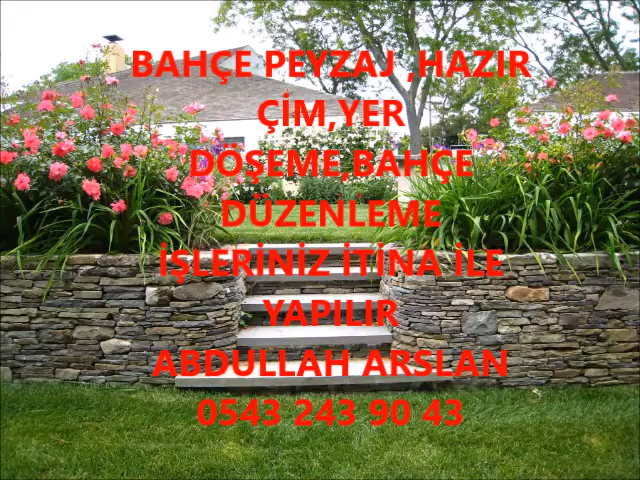 BAHÇE PEYZAJ ,HAZIR
ÇİM,YER
DÖŞEME,BAHÇE
DÜZENLEME
İŞLERİNİZ İTİNA İLE
YAPILIR
ABDULLAH ARSLAN
0543 243 90 43